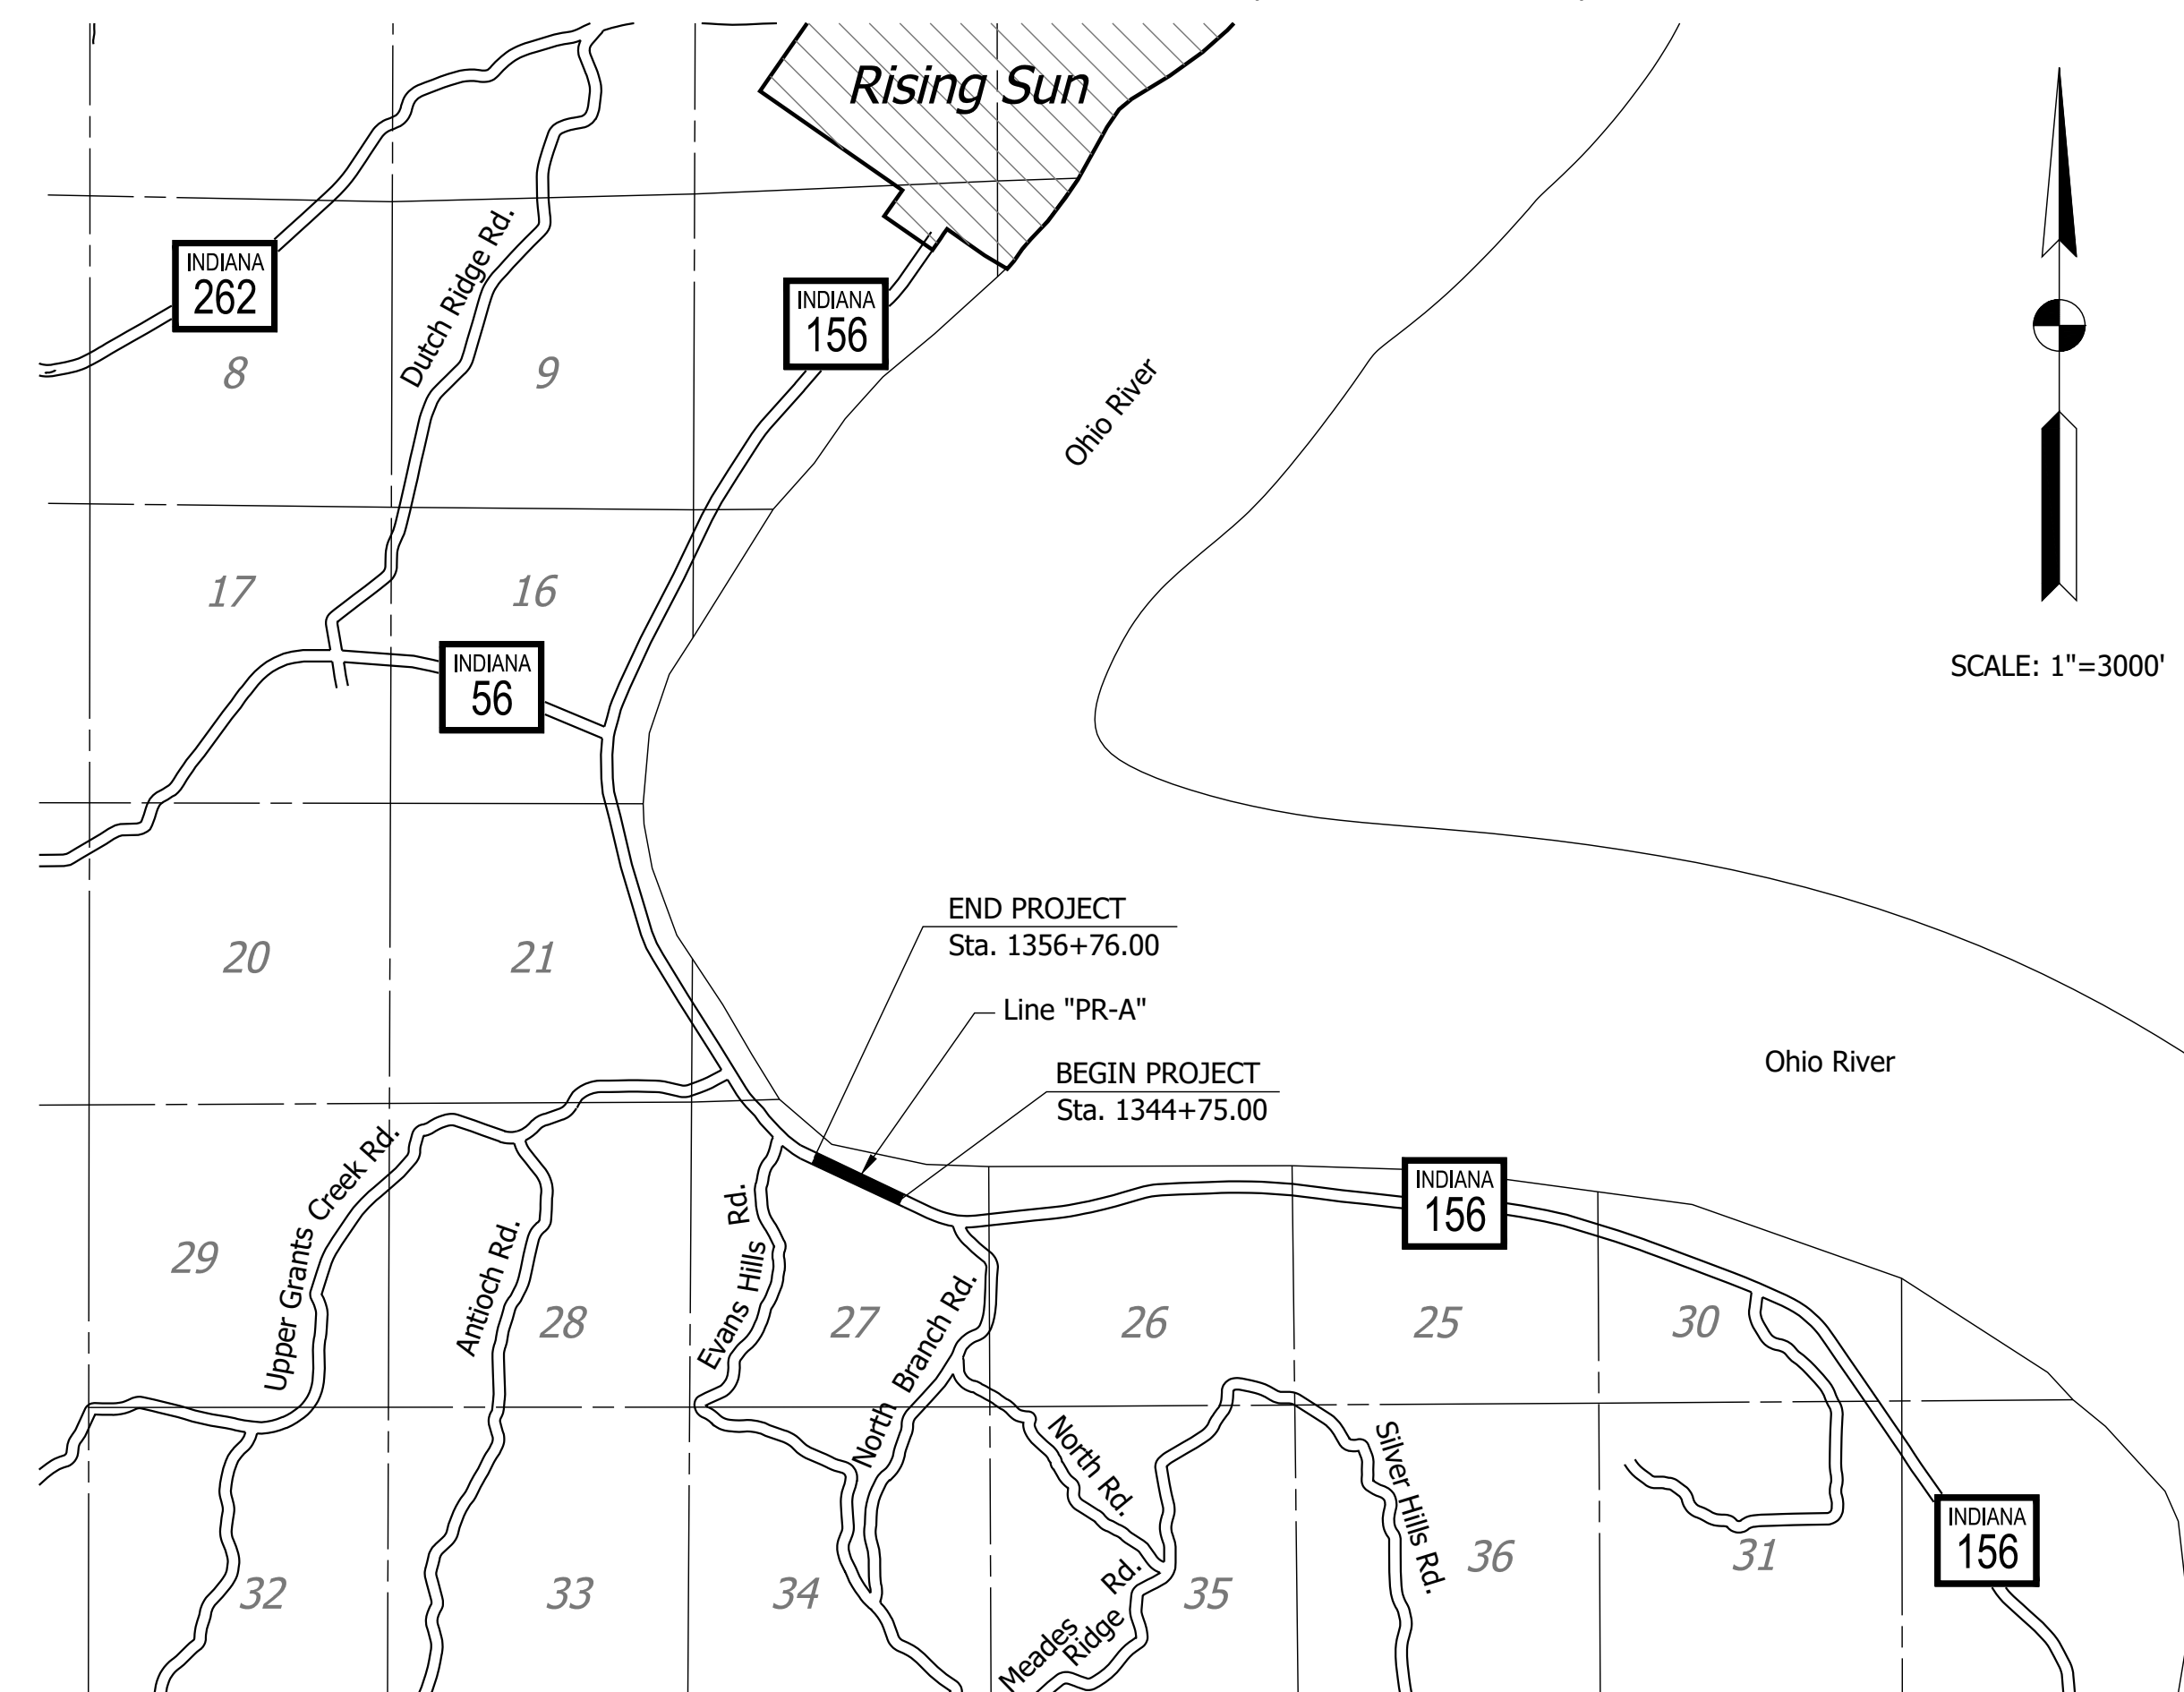 Rising Sun
INDIANA
262
Dutch Ridge Rd.
INDIANA
156
8
9
Ohio River
17
16
INDIANA
56
SCALE: 1"=3000'
20
21
END PROJECT
Sta. 1356+76.00
Line "PR-A"
BEGIN PROJECT
Sta. 1344+75.00
Ohio River
Upper Grants Creek Rd.
Antioch Rd.
Evans Hills Rd.
INDIANA
156
29
28
27
North Branch Rd.
26
25
30
North Rd.
Silver Hills Rd.
INDIANA
156
32
33
34
Meades Ridge Rd.
35
36
31